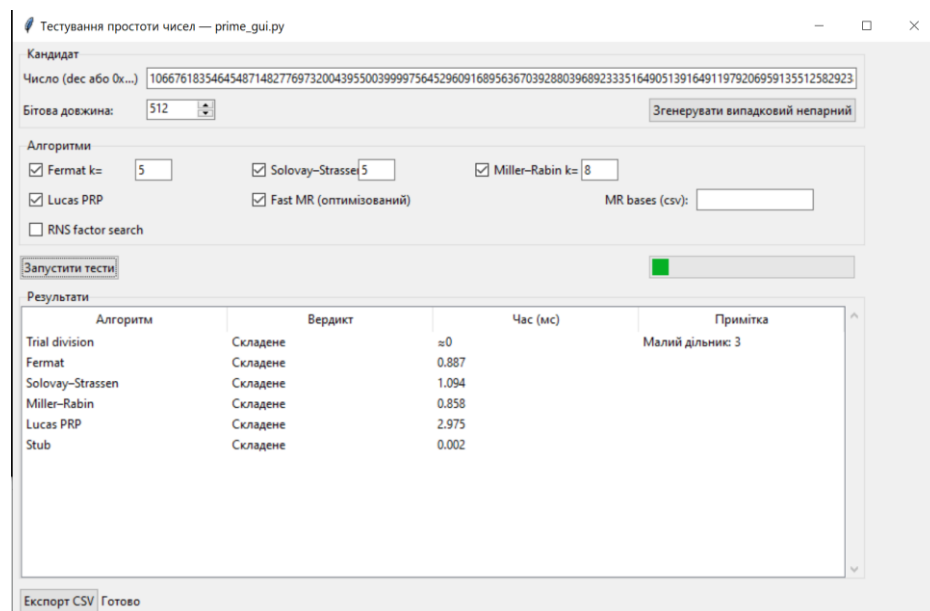 Тестування простоти чисел — prime_gui.py
Кандидат
Число (dec або 0x...) 1066761835464548714827769732004395500399997564529609168956367039288039689233351649051391649119792069591355125829234
Бітова довжина: 512 Згенерувати випадковий непарний
Алгоритми
Fermat k= 5 Solovay–Strasse 5 Miller–Rabin k= 8
Lucas PRP Fast MR (оптимізований) MR bases (csv):
RNS factor search
Запустити тести
Результати
Алгоритм Вердикт Час (мс) Примітка
Trial division Складене ≈0 Малий дільник: 3
Fermat Складене 0.887
Solovay–Strassen Складене 1.094
Miller–Rabin Складене 0.858
Lucas PRP Складене 2.975
Stub Складене 0.002
Експорт CSV Готово